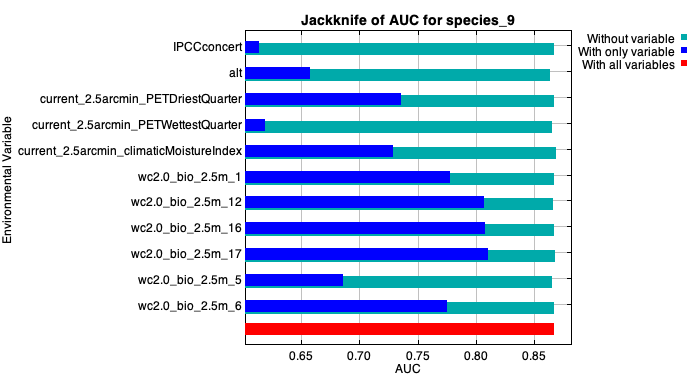 Jackknife of AUC for species_9
Without variable
With only variable
With all variables
Environmental Variable
IPCCconcert
alt
current_2.5arcmin_PETDriestQuarter
current_2.5arcmin_PETWettestQuarter
current_2.5arcmin_climaticMoistureIndex
wc2.0_bio_2.5m_1
wc2.0_bio_2.5m_12
wc2.0_bio_2.5m_16
wc2.0_bio_2.5m_17
wc2.0_bio_2.5m_5
wc2.0_bio_2.5m_6
0.65 0.70 0.75 0.80 0.85
AUC